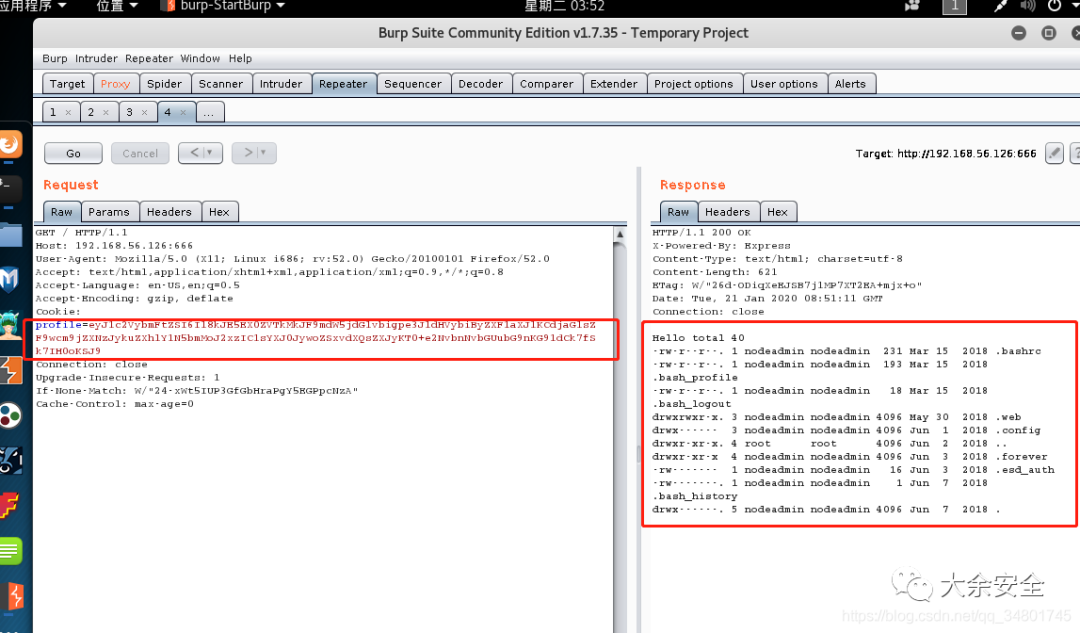 应用程序 位置 burp-StartBurp 星期二 03:52 1
Burp Suite Community Edition v1.7.35 - Temporary Project
Burp Intruder Repeater Window Help
Target Proxy Spider Scanner Intruder Repeater Sequencer Decoder Comparer Extender Project options User options Alerts
1 × 2 × 3 × 4 × ...
Go Cancel < > Target: http://192.168.56.126:666
Request
Raw Params Headers Hex
GET / HTTP/1.1
Host: 192.168.56.126:666
User-Agent: Mozilla/5.0 (X11; Linux i686; rv:52.0) Gecko/20100101 Firefox/52.0
Accept: text/html,application/xhtml+xml,application/xml;q=0.9,*/*;q=0.8
Accept-Language: en-US,en;q=0.5
Accept-Encoding: gzip, deflate
Cookie:
Connection: close
Upgrade-Insecure-Requests: 1
Cache-Control: max-age=0
Response
Raw Headers Hex
HTTP/1.1 200 OK
X-Powered-By: Express
Content-Type: text/html; charset=utf-8
Content-Length: 621
Date: Tue, 21 Jan 2020 08:51:11 GMT
Connection: close
Hello total 40
-rw-r--r--. 1 nodeadmin nodeadmin 231 Mar 15 2018 .bashrc
-rw-r--r--. 1 nodeadmin nodeadmin 193 Mar 15 2018
.bash_profile
-rw-r--r--. 1 nodeadmin nodeadmin 18 Mar 15 2018
.bash_logout
drwxrwxr-x. 3 nodeadmin nodeadmin 4096 May 30 2018 .web
drwx------ 3 nodeadmin nodeadmin 4096 Jun 1 2018 .config
drwxr-xr-x. 4 root root 4096 Jun 2 2018 ..
drwxr-xr-x 4 nodeadmin nodeadmin 4096 Jun 3 2018 .forever
-rw------- 1 nodeadmin nodeadmin 16 Jun 3 2018 .esd_auth
-rw-------. 1 nodeadmin nodeadmin 1 Jun 7 2018
.bash_history
drwx------. 5 nodeadmin nodeadmin 4096 Jun 7 2018 .
大余安全
https://blog.csdn.net/qq_34801745